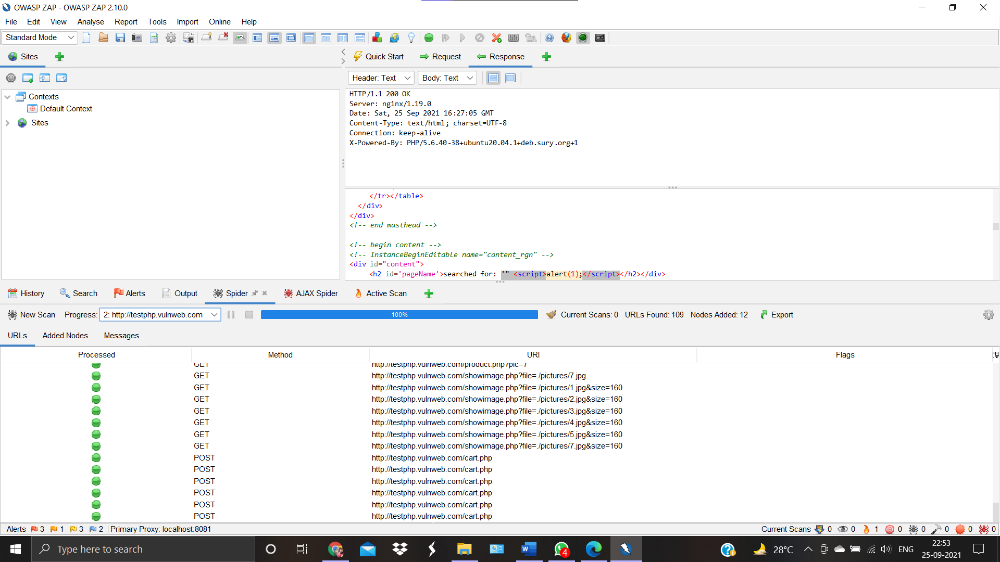 OWASP ZAP - OWASP ZAP 2.10.0
File Edit View Analyse Report Tools Import Online Help
Standard Mode
Sites
Quick Start Request Response
Header: Text Body: Text
Contexts
Default Context
Sites
HTTP/1.1 200 OK
Server: nginx/1.19.0
Date: Sat, 25 Sep 2021 16:27:05 GMT
Content-Type: text/html; charset=UTF-8
Connection: keep-alive
X-Powered-By: PHP/5.6.40-38+ubuntu20.04.1+deb.sury.org+1
</tr></table>
</div>
</div>
<!-- end masthead -->
<!-- begin content -->
<!-- InstanceBeginEditable name="content_rgn" -->
<div id="content">
<h2 id='pageName'>searched for: '" <script>alert(1);</script></h2></div>
History Search Alerts Output Spider AJAX Spider Active Scan
New Scan Progress: 2: http://testphp.vulnweb.com 100% Current Scans: 0 URLs Found: 109 Nodes Added: 12 Export
URLs Added Nodes Messages
Processed Method URI Flags
GET http://testphp.vulnweb.com/product.php?pic=7
GET http://testphp.vulnweb.com/showimage.php?file=./pictures/7.jpg
GET http://testphp.vulnweb.com/showimage.php?file=./pictures/1.jpg&size=160
GET http://testphp.vulnweb.com/showimage.php?file=./pictures/2.jpg&size=160
GET http://testphp.vulnweb.com/showimage.php?file=./pictures/3.jpg&size=160
GET http://testphp.vulnweb.com/showimage.php?file=./pictures/4.jpg&size=160
GET http://testphp.vulnweb.com/showimage.php?file=./pictures/5.jpg&size=160
GET http://testphp.vulnweb.com/showimage.php?file=./pictures/7.jpg&size=160
POST http://testphp.vulnweb.com/cart.php
POST http://testphp.vulnweb.com/cart.php
POST http://testphp.vulnweb.com/cart.php
POST http://testphp.vulnweb.com/cart.php
POST http://testphp.vulnweb.com/cart.php
POST http://testphp.vulnweb.com/cart.php
Alerts 3 1 3 2 Primary Proxy: localhost:8081 Current Scans 0 0 1 0 0 0 0 0
Type here to search 4 28°C ENG 22:53
25-09-2021